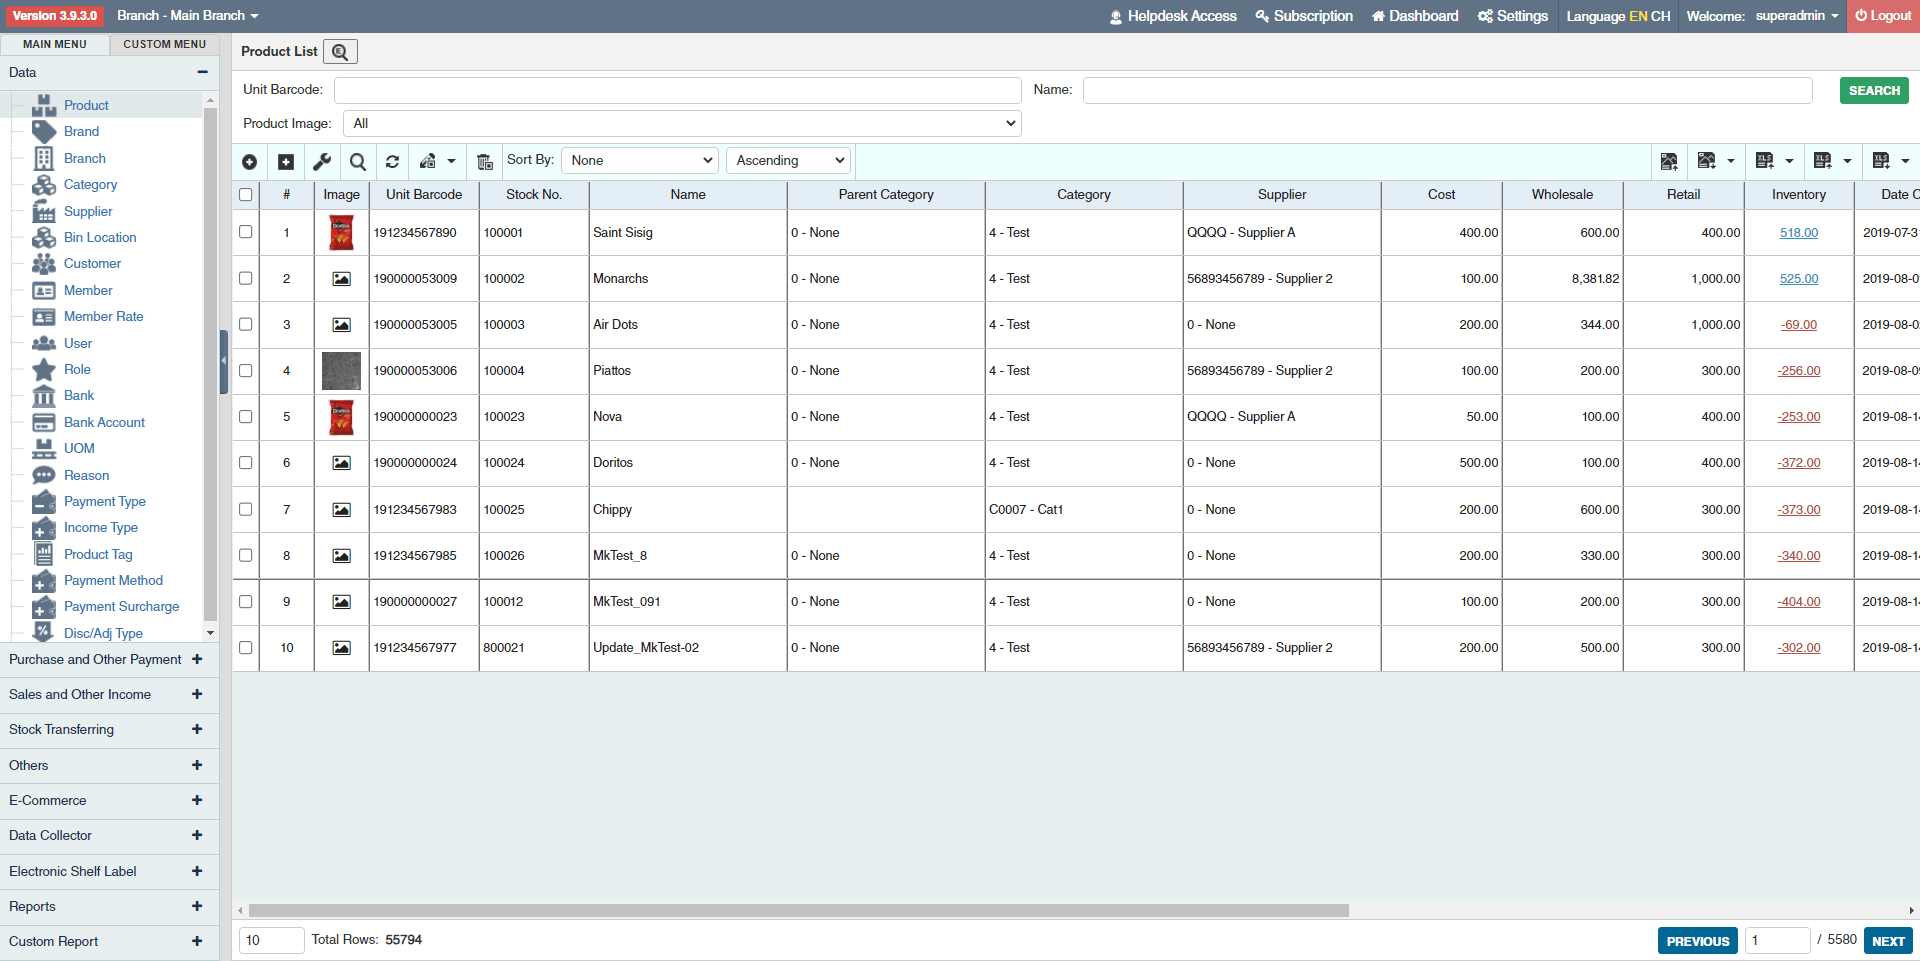 Version 3.9.3.0 Branch - Main Branch Helpdesk Access Subscription Dashboard Settings Language EN CH Welcome: superadmin Logout
MAIN MENU CUSTOM MENU
Data
Product
Brand
Branch
Category
Supplier
Bin Location
Customer
Member
Member Rate
User
Role
Bank
Bank Account
UOM
Reason
Payment Type
Income Type
Product Tag
Payment Method
Payment Surcharge
Disc/Adj Type
Purchase and Other Payment
Sales and Other Income
Stock Transferring
Others
E-Commerce
Data Collector
Electronic Shelf Label
Reports
Custom Report
Product List
Unit Barcode: Name: SEARCH
Product Image: All
Sort By: None Ascending XLS XLS XLS
# Image Unit Barcode Stock No. Name Parent Category Category Supplier Cost Wholesale Retail Inventory Date C
1 191234567890 100001 Saint Sisig 0 - None 4 - Test QQQQ - Supplier A 400.00 600.00 400.00 518.00 2019-07-31
2 190000053009 100002 Monarchs 0 - None 4 - Test 56893456789 - Supplier 2 100.00 8,381.82 1,000.00 525.00 2019-08-0
3 190000053005 100003 Air Dots 0 - None 4 - Test 0 - None 200.00 344.00 1,000.00 -69.00 2019-08-0
4 190000053006 100004 Piattos 0 - None 4 - Test 56893456789 - Supplier 2 100.00 200.00 300.00 -256.00 2019-08-0
5 190000000023 100023 Nova 0 - None 4 - Test QQQQ - Supplier A 50.00 100.00 400.00 -253.00 2019-08-1
6 190000000024 100024 Doritos 0 - None 4 - Test 0 - None 500.00 100.00 400.00 -372.00 2019-08-1
7 191234567983 100025 Chippy C0007 - Cat1 0 - None 200.00 600.00 300.00 -373.00 2019-08-1
8 191234567985 100026 MkTest_8 0 - None 4 - Test 0 - None 200.00 330.00 300.00 -340.00 2019-08-1
9 190000000027 100012 MkTest_091 0 - None 4 - Test 0 - None 100.00 200.00 300.00 -404.00 2019-08-1
10 191234567977 800021 Update_MkTest-02 0 - None 4 - Test 56893456789 - Supplier 2 200.00 500.00 300.00 -302.00 2019-08-1
10 Total Rows: 55794 PREVIOUS 1 / 5580 NEXT